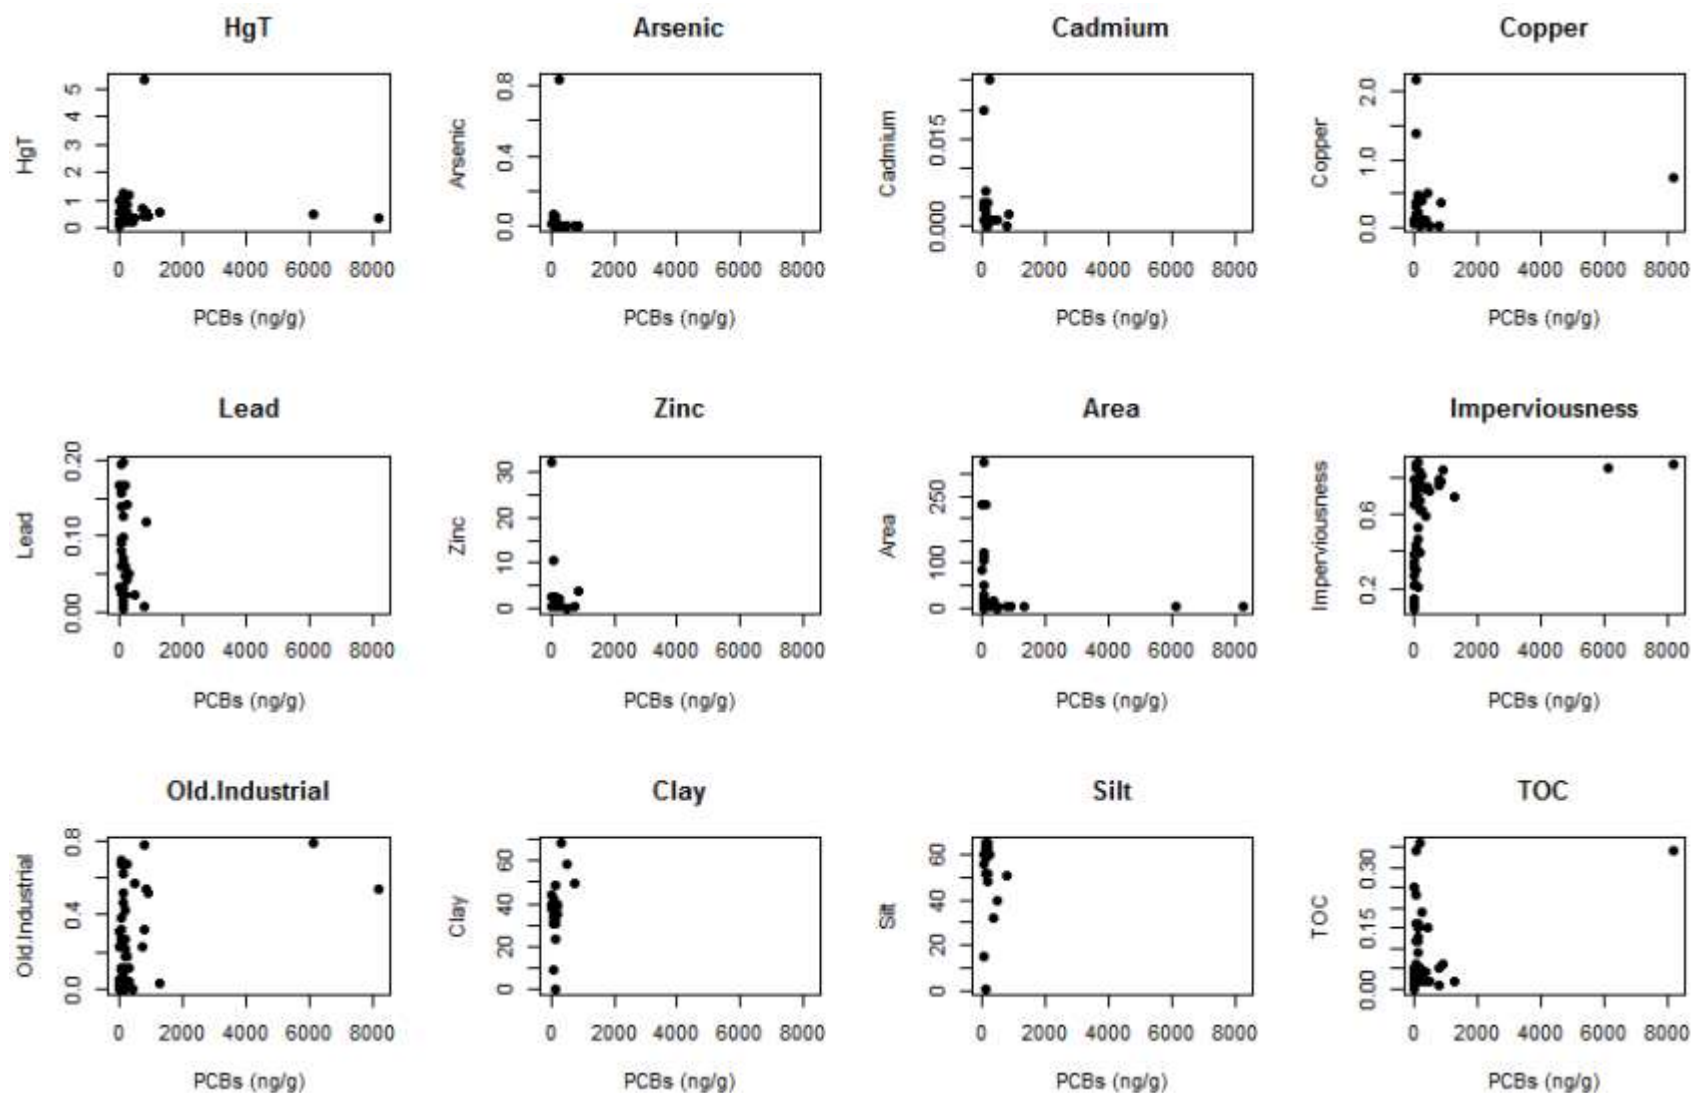 HgT
Arsenic
Cadmium
Copper
HgT
0 1 2 3 4 5
Arsenic
0.0 0.4 0.8
Cadmium
0.000 0.015
Copper
0.0 1.0 2.0
0 2000 4000 6000 8000
0 2000 4000 6000 8000
0 2000 4000 6000 8000
0 2000 4000 6000 8000
PCBs (ng/g)
PCBs (ng/g)
PCBs (ng/g)
PCBs (ng/g)
Lead
Zinc
Area
Imperviousness
Lead
0.00 0.10 0.20
Zinc
0 10 20 30
Area
0 100 250
Imperviousness
0.2 0.6
0 2000 4000 6000 8000
0 2000 4000 6000 8000
0 2000 4000 6000 8000
0 2000 4000 6000 8000
PCBs (ng/g)
PCBs (ng/g)
PCBs (ng/g)
PCBs (ng/g)
Old.Industrial
Clay
Silt
TOC
Old.Industrial
0.0 0.4 0.8
Clay
0 20 40 60
Silt
0 20 40 60
TOC
0.00 0.15 0.30
0 2000 4000 6000 8000
0 2000 4000 6000 8000
0 2000 4000 6000 8000
0 2000 4000 6000 8000
PCBs (ng/g)
PCBs (ng/g)
PCBs (ng/g)
PCBs (ng/g)